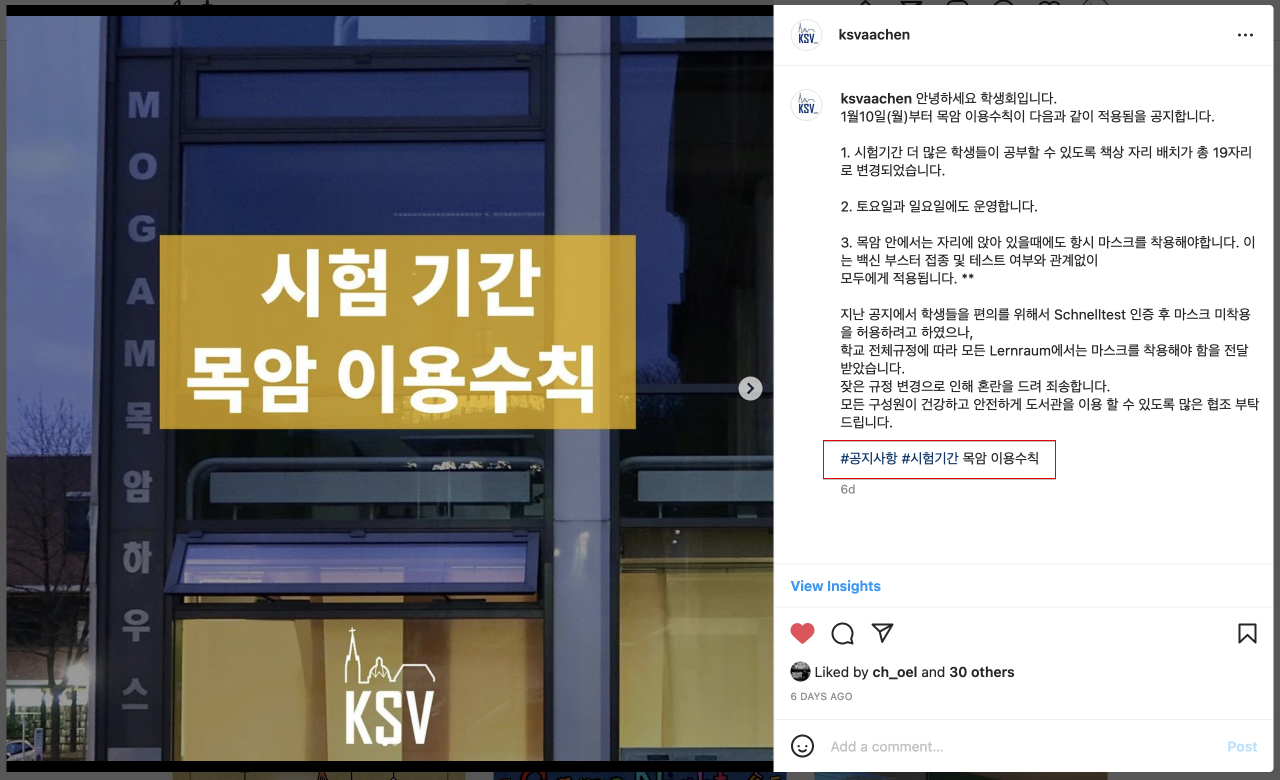 MOGAM목암하우스
시험 기간
목암 이용수칙
KSV
KSV
ksvaachen
KSV
ksvaachen 안녕하세요 학생회입니다.
1월10일(월)부터 목암 이용수칙이 다음과 같이 적용됨을 공지합니다.
1. 시험기간 더 많은 학생들이 공부할 수 있도록 책상 자리 배치가 총 19자리
로 변경되었습니다.
2. 토요일과 일요일에도 운영합니다.
3. 목암 안에서는 자리에 앉아 있을때에도 항시 마스크를 착용해야합니다. 이
는 백신 부스터 접종 및 테스트 여부와 관계없이
모두에게 적용됩니다. **
지난 공지에서 학생들을 편의를 위해서 Schnelltest 인증 후 마스크 미착용
을 허용하려고 하였으나,
학교 전체규정에 따라 모든 Lernraum에서는 마스크를 착용해야 함을 전달
받았습니다.
잦은 규정 변경으로 인해 혼란을 드려 죄송합니다.
모든 구성원이 건강하고 안전하게 도서관을 이용 할 수 있도록 많은 협조 부탁
드립니다.
#공지사항 #시험기간 목암 이용수칙
6d
View Insights
Liked by ch_oel and 30 others
6 DAYS AGO
Add a comment...
Post